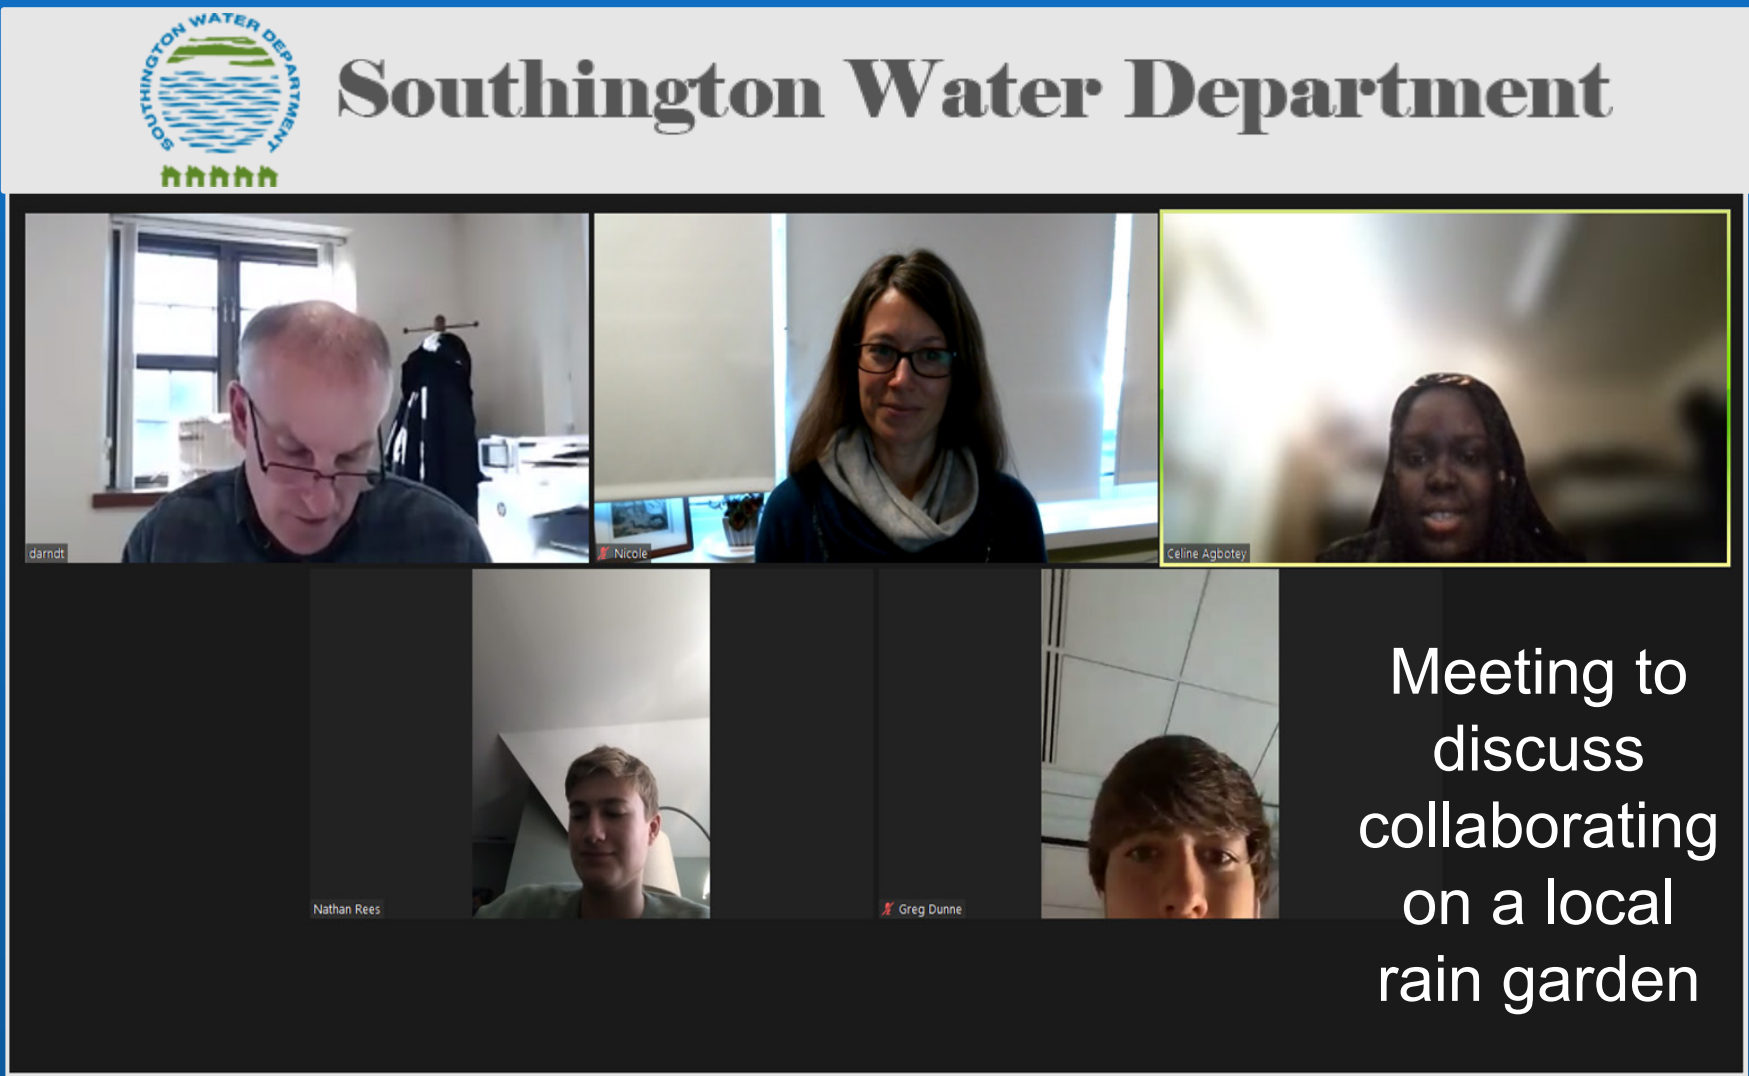 SOUTHINGTON WATER DEPARTMENT
Southington Water Department
darndt
Nicole
Celine Agbotey
Nathan Rees
Greg Dunne
Meeting to
discuss
collaborating
on a local
rain garden